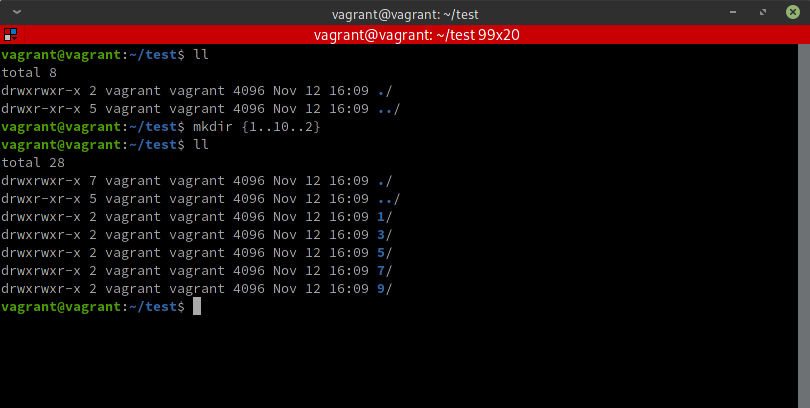 vagrant@vagrant: ~/test
vagrant@vagrant: ~/test 99x20
vagrant@vagrant:~/test$ ll
total 8
drwxrwxr-x 2 vagrant vagrant 4096 Nov 12 16:09 ./
drwxr-xr-x 5 vagrant vagrant 4096 Nov 12 16:09 ../
vagrant@vagrant:~/test$ mkdir {1..10..2}
vagrant@vagrant:~/test$ ll
total 28
drwxrwxr-x 7 vagrant vagrant 4096 Nov 12 16:09 ./
drwxr-xr-x 5 vagrant vagrant 4096 Nov 12 16:09 ../
drwxrwxr-x 2 vagrant vagrant 4096 Nov 12 16:09 1/
drwxrwxr-x 2 vagrant vagrant 4096 Nov 12 16:09 3/
drwxrwxr-x 2 vagrant vagrant 4096 Nov 12 16:09 5/
drwxrwxr-x 2 vagrant vagrant 4096 Nov 12 16:09 7/
drwxrwxr-x 2 vagrant vagrant 4096 Nov 12 16:09 9/
vagrant@vagrant:~/test$